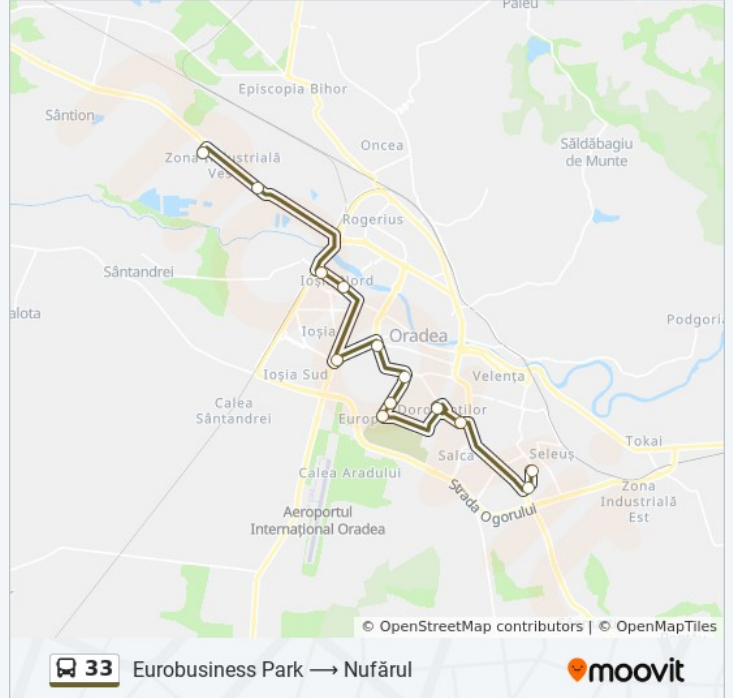 Paleu
Episcopia Bihor
Sântion
Oncea
Săldăbagiu
de Munte
Zona Industrială
Rogerius
Sântandrei
Ioșia Nord
alota
Podgoria
Ioșia
Oradea
Ioșia Sud
Velența
Calea
Sântandrei
Tokai
Salca
Seleuș
Calea Aradului
Zona
Industrială
Est
Strada Ogorului
Aeroportul
Internațional Oradea
© OpenStreetMap contributors | © OpenMapTiles
33 Eurobusiness Park → Nufărul
moovit